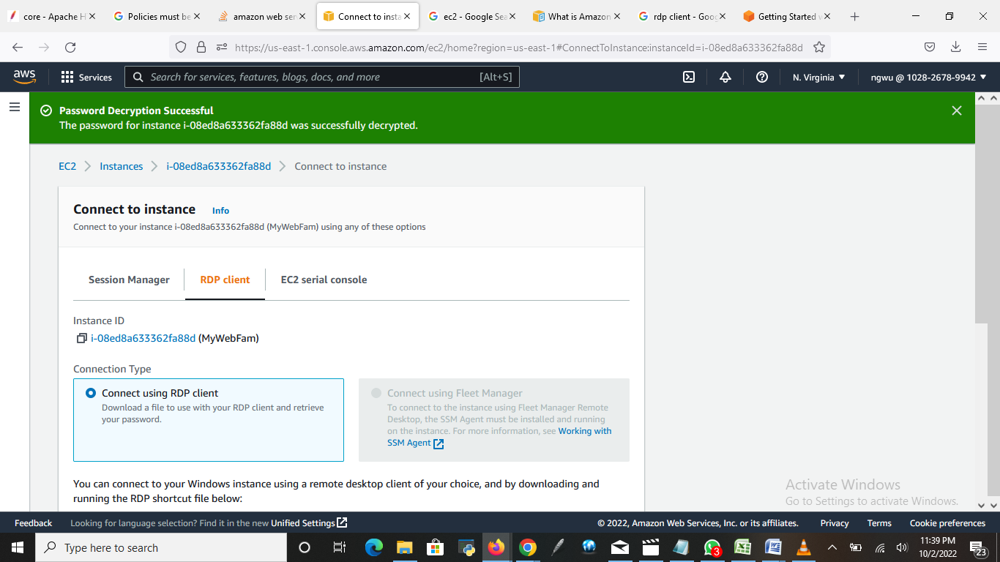 core - Apache H
Policies must be
amazon web ser
Connect to insta
ec2 - Google Sea
What is Amazon
rdp client - Goog
Getting Started v
https://us-east-1.console.aws.amazon.com/ec2/home?region=us-east-1#ConnectToInstance:instanceId=i-08ed8a633362fa88d
aws
Services
Search for services, features, blogs, docs, and more
[Alt+S]
N. Virginia
ngwu @ 1028-2678-9942
Password Decryption Successful
The password for instance i-08ed8a633362fa88d was successfully decrypted.
EC2
Instances
i-08ed8a633362fa88d
Connect to instance
Connect to instance
Info
Connect to your instance i-08ed8a633362fa88d (MyWebFam) using any of these options
Session Manager
RDP client
EC2 serial console
Instance ID
i-08ed8a633362fa88d (MyWebFam)
Connection Type
Connect using RDP client
Download a file to use with your RDP client and retrieve
your password.
Connect using Fleet Manager
To connect to the instance using Fleet Manager Remote
Desktop, the SSM Agent must be installed and running
on the instance. For more information, see Working with
SSM Agent
You can connect to your Windows instance using a remote desktop client of your choice, and by downloading and
running the RDP shortcut file below:
Activate Windows
Go to Settings to activate Windows.
Feedback
Looking for language selection? Find it in the new Unified Settings
© 2022, Amazon Web Services, Inc. or its affiliates.
Privacy
Terms
Cookie preferences
Type here to search
3
11:39 PM
10/2/2022
23